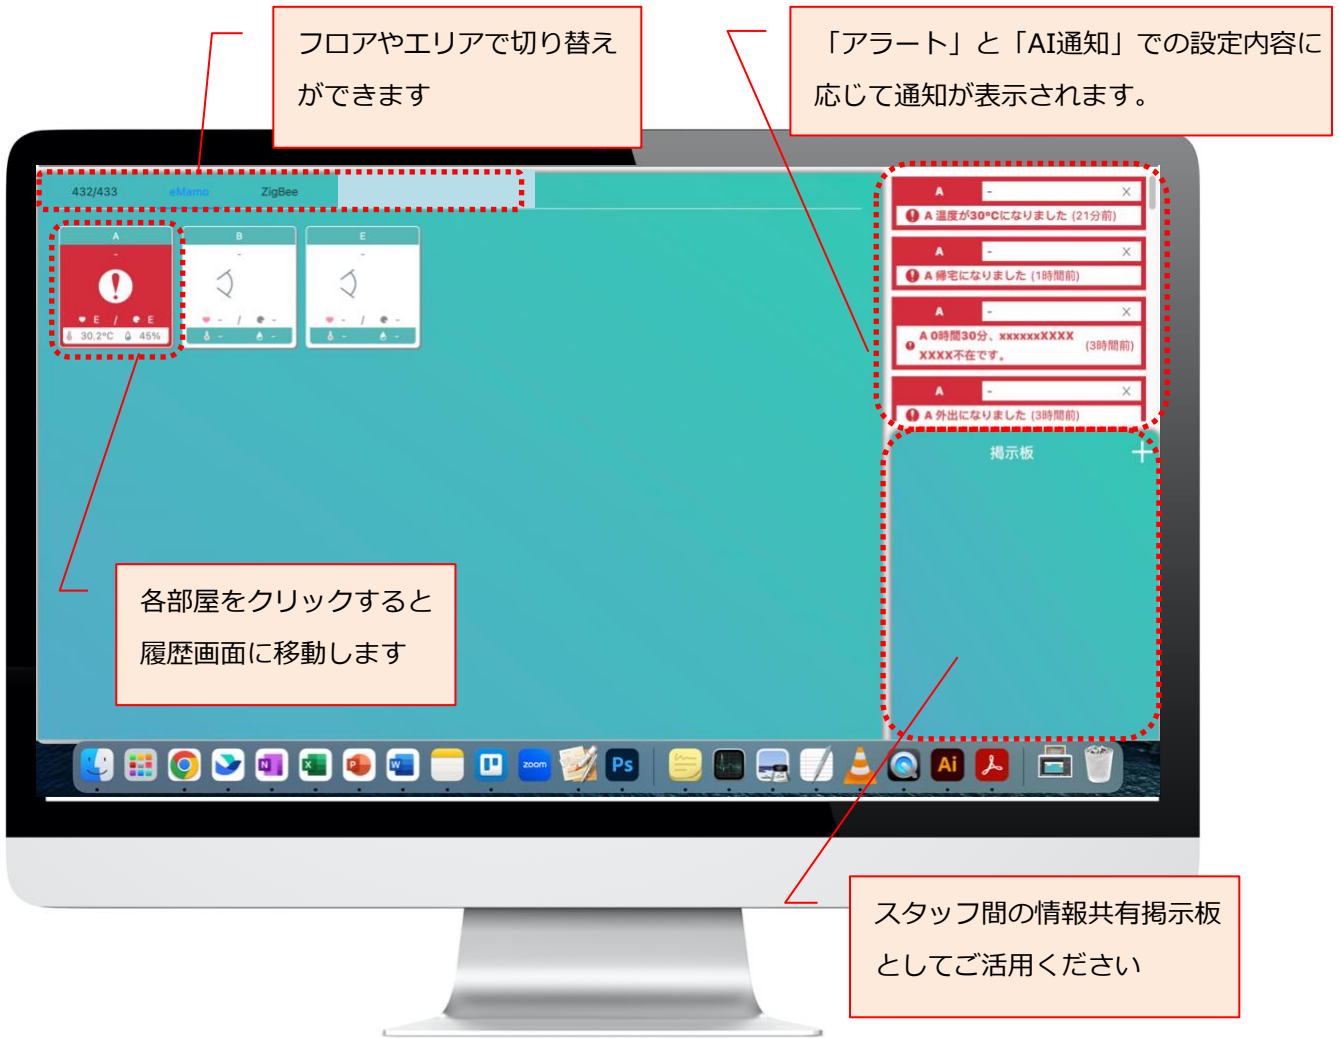 フロアやエリアで切り替え
ができます
「アラート」と「AI通知」での設定内容に
応じて通知が表示されます。
432/433 eMamo ZigBee
A
-
E / E
30.2°C 45%
B
-
- / -
- -
E
-
- / -
- -
A - X
A 温度が30°Cになりました (21分前)
A - X
A 帰宅になりました (1時間前)
A - X
A 0時間30分、xxxxxxXXXX
XXXX不在です。 (3時間前)
A - X
A 外出になりました (3時間前)
掲示板
各部屋をクリックすると
履歴画面に移動します
N X P W zoom Ps Ai
スタッフ間の情報共有掲示板
としてご活用ください